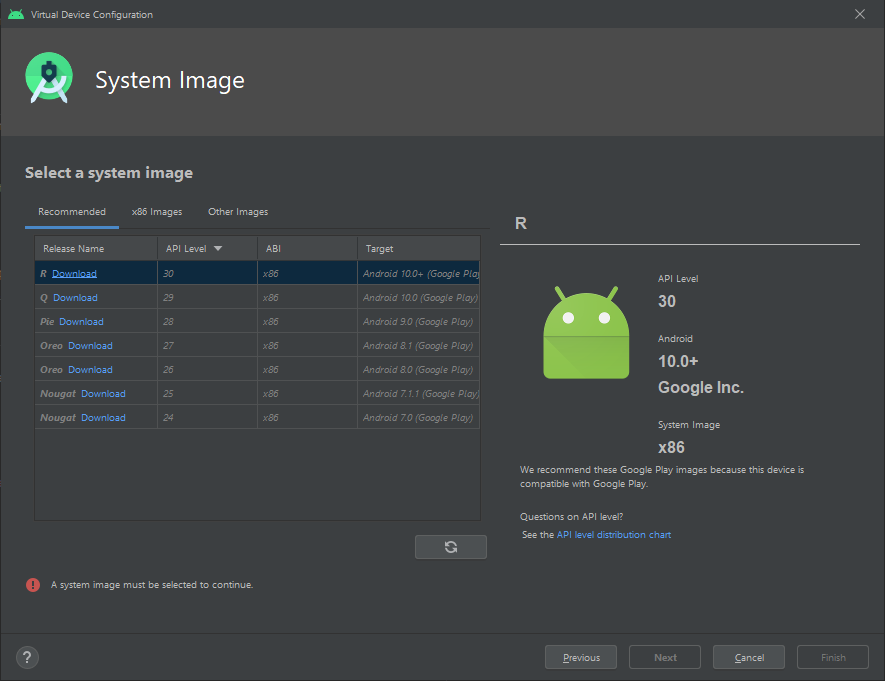 Virtual Device Configuration
System Image
Select a system image
Recommended x86 Images Other Images
Release Name API Level ABI Target
R Download 30 x86 Android 10.0+ (Google Play
Q Download 29 x86 Android 10.0 (Google Play)
Pie Download 28 x86 Android 9.0 (Google Play)
Oreo Download 27 x86 Android 8.1 (Google Play)
Oreo Download 26 x86 Android 8.0 (Google Play)
Nougat Download 25 x86 Android 7.1.1 (Google Play)
Nougat Download 24 x86 Android 7.0 (Google Play)
R
API Level
30
Android
10.0+
Google Inc.
System Image
x86
We recommend these Google Play images because this device is
compatible with Google Play.
Questions on API level?
See the API level distribution chart
A system image must be selected to continue.
? Previous Next Cancel Finish